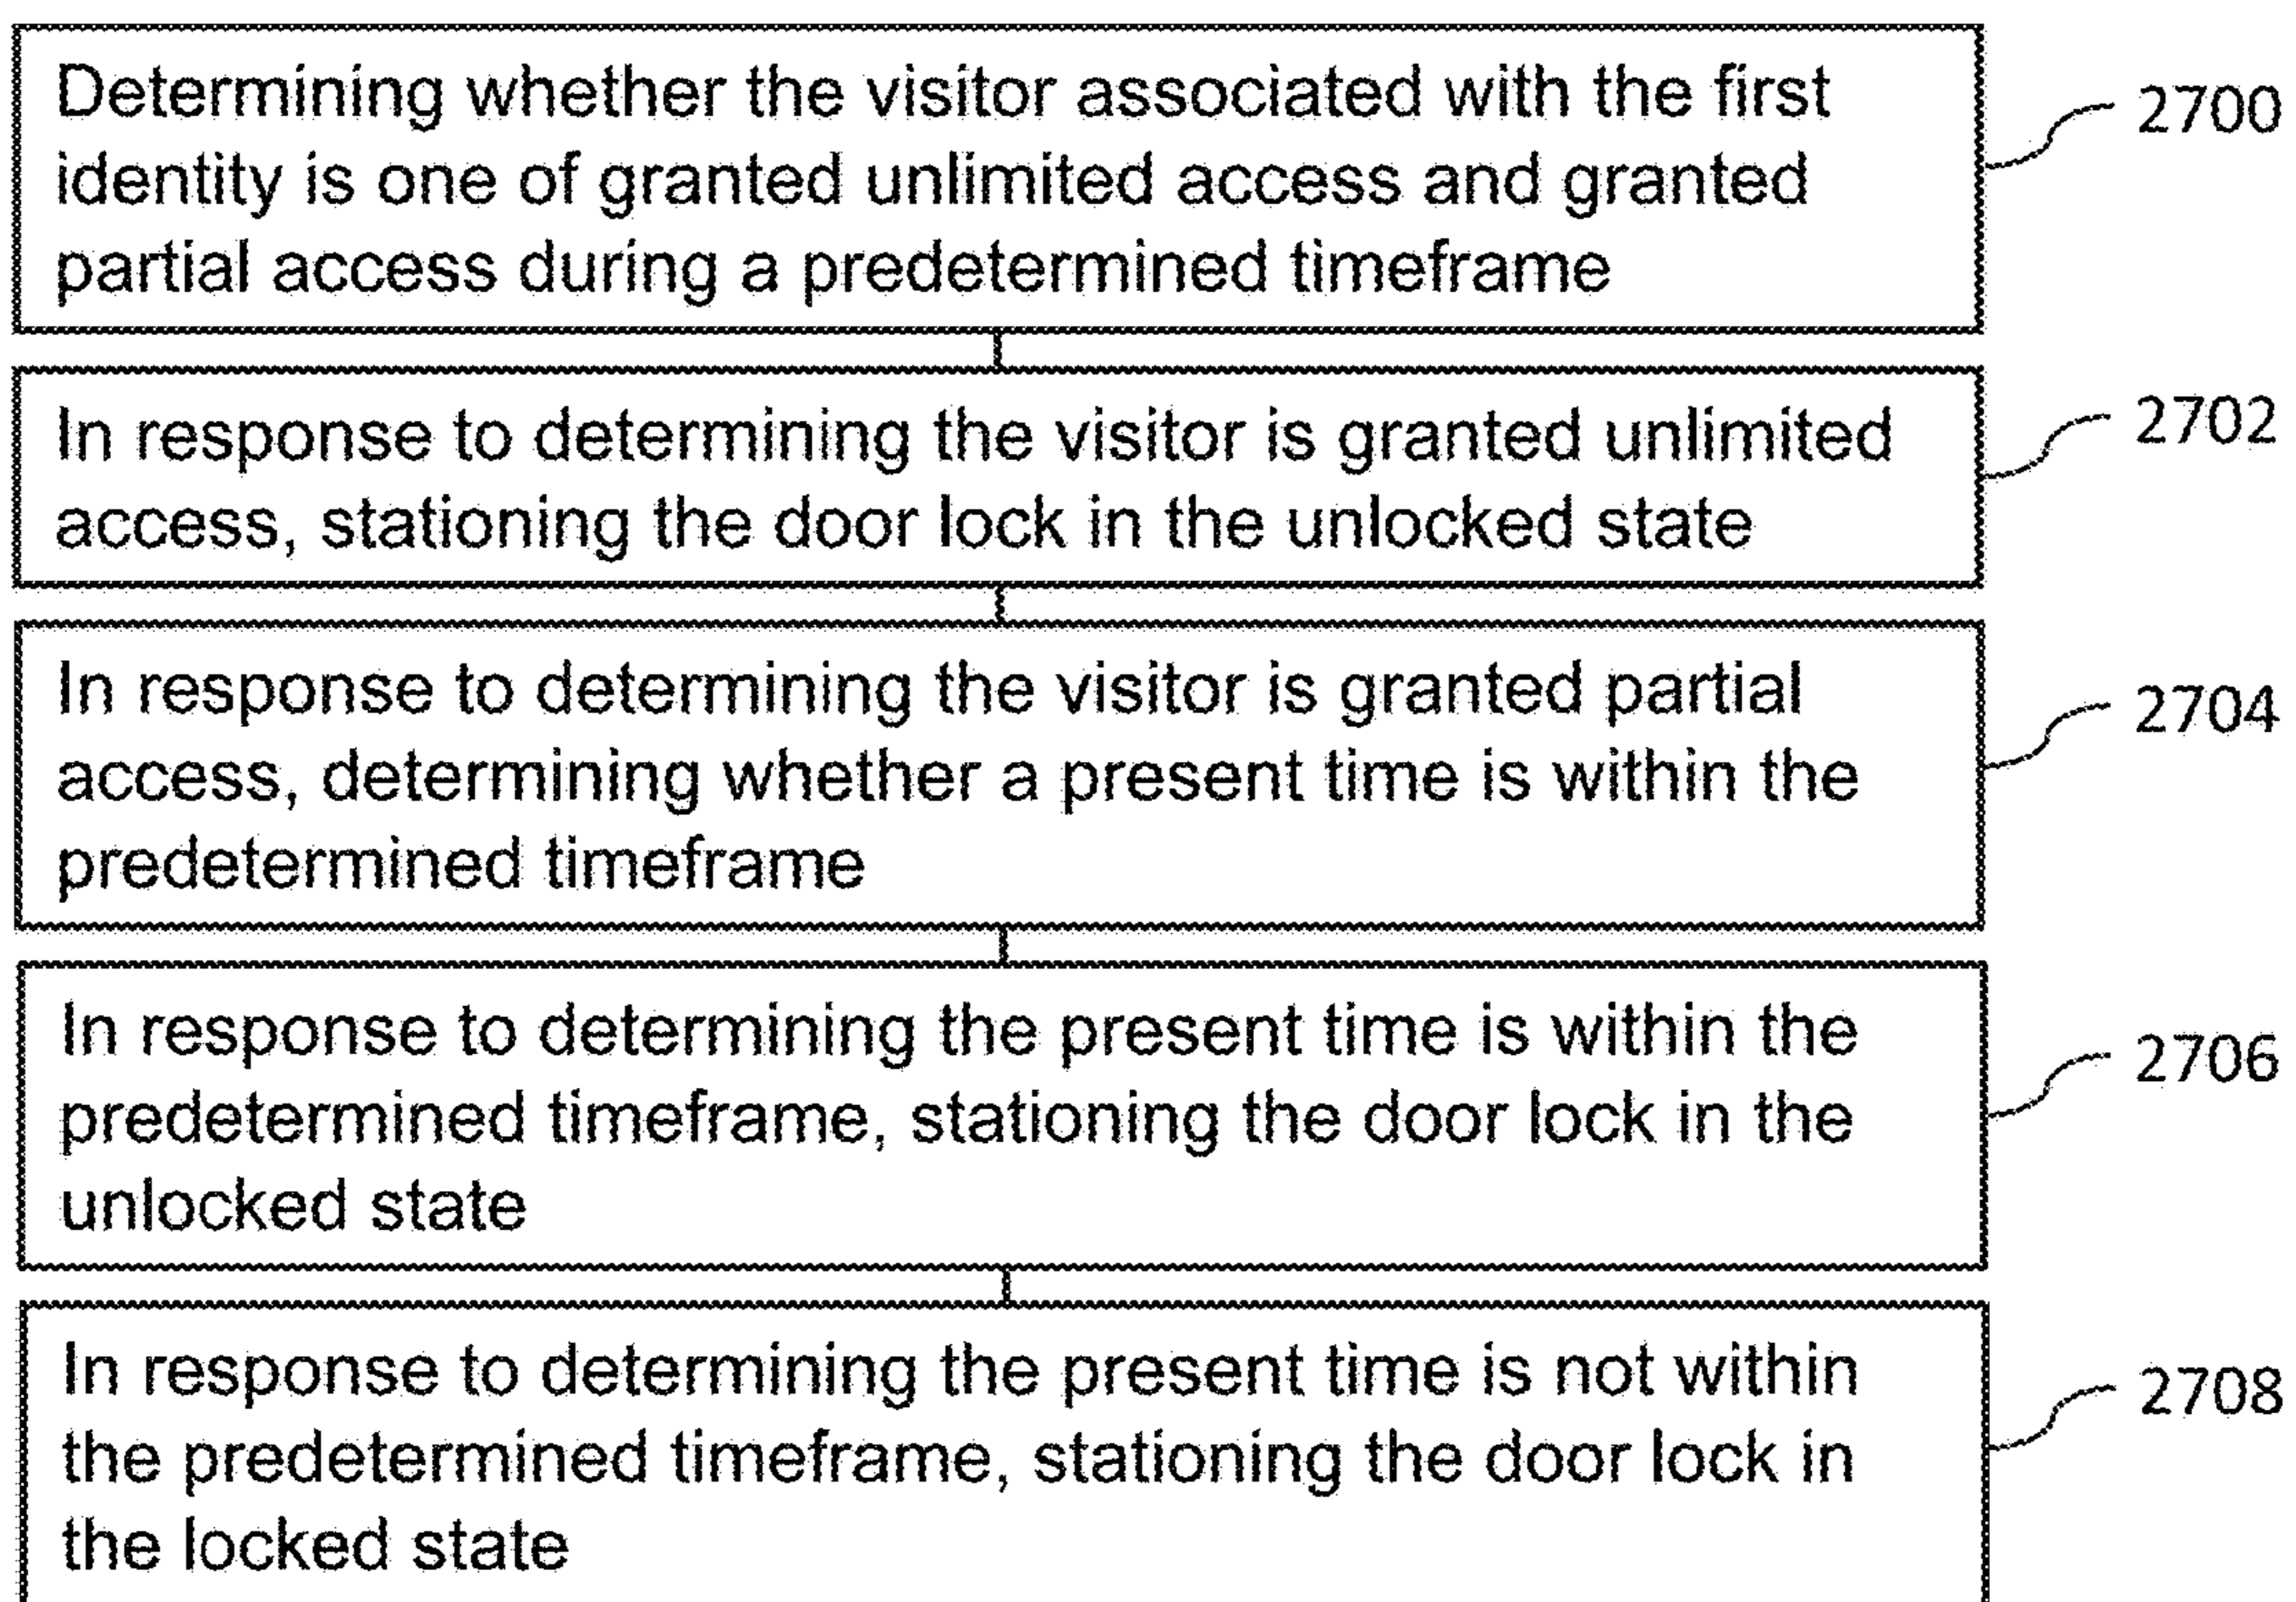 Determining whether the visitor associated with the first
identity is one of granted unlimited access and granted
partial access during a predetermined timeframe
2700
In response to determining the visitor is granted unlimited
access, stationing the door lock in the unlocked state
2702
In response to determining the visitor is granted partial
access, determining whether a present time is within the
predetermined timeframe
2704
In response to determining the present time is within the
predetermined timeframe, stationing the door lock in the
unlocked state
2706
In response to determining the present time is not within
the predetermined timeframe, stationing the door lock in
the locked state
2708